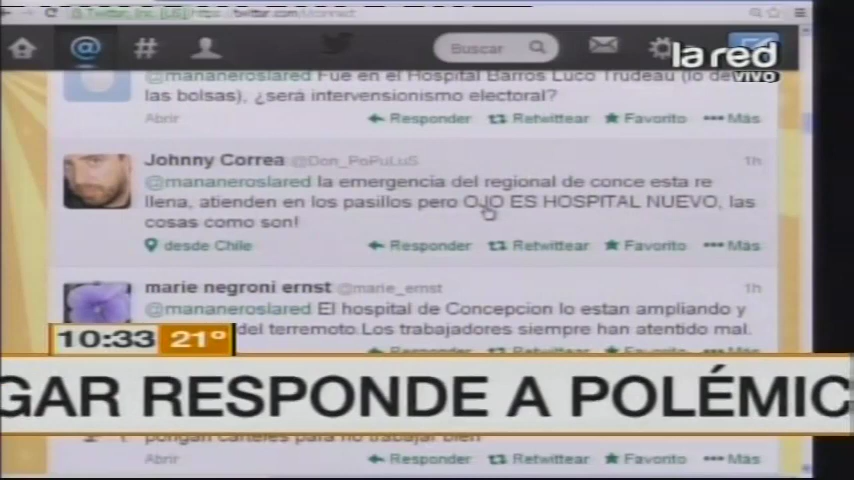 Buscar
la red
VIVO
@mananeroslared Fue en el Hospital Barros Luco Trudeau (lo de
las bolsas), ¿será intervensionismo electoral?
Abrir Responder Retwittear Favorito Más
Johnny Correa @Don_PoPuLuS 1h
@mananeroslared la emergencia del regional de conce esta re
llena, atienden en los pasillos pero OJO ES HOSPITAL NUEVO, las
cosas como son!
desde Chile Responder Retwittear Favorito Más
marie negroni ernst @marie_ernst 1h
@mananeroslared El hospital de Concepcion lo estan ampliando y
del terremoto.Los trabajadores siempre han atentido mal.
10:33 21°
GAR RESPONDE A POLÉMIC
pongan carteles para no trabajar bien
Abrir Responder Retwittear Favorito Más